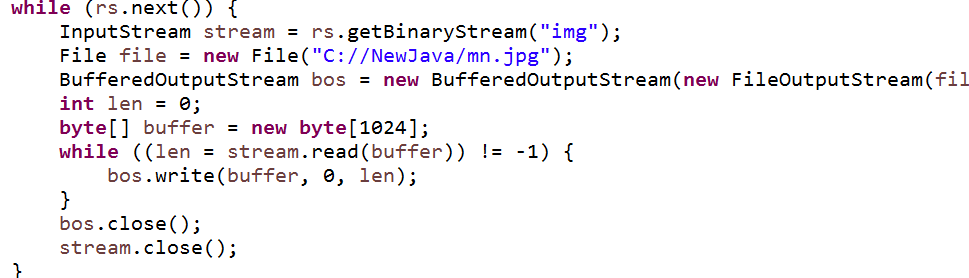 while (rs.next()) {
InputStream stream = rs.getBinaryStream("img");
File file = new File("C://NewJava/mn.jpg");
BufferedOutputStream bos = new BufferedOutputStream(new FileOutputStream(fil
int len = 0;
byte[] buffer = new byte[1024];
while ((len = stream.read(buffer)) != -1) {
bos.write(buffer, 0, len);
}
bos.close();
stream.close();
}